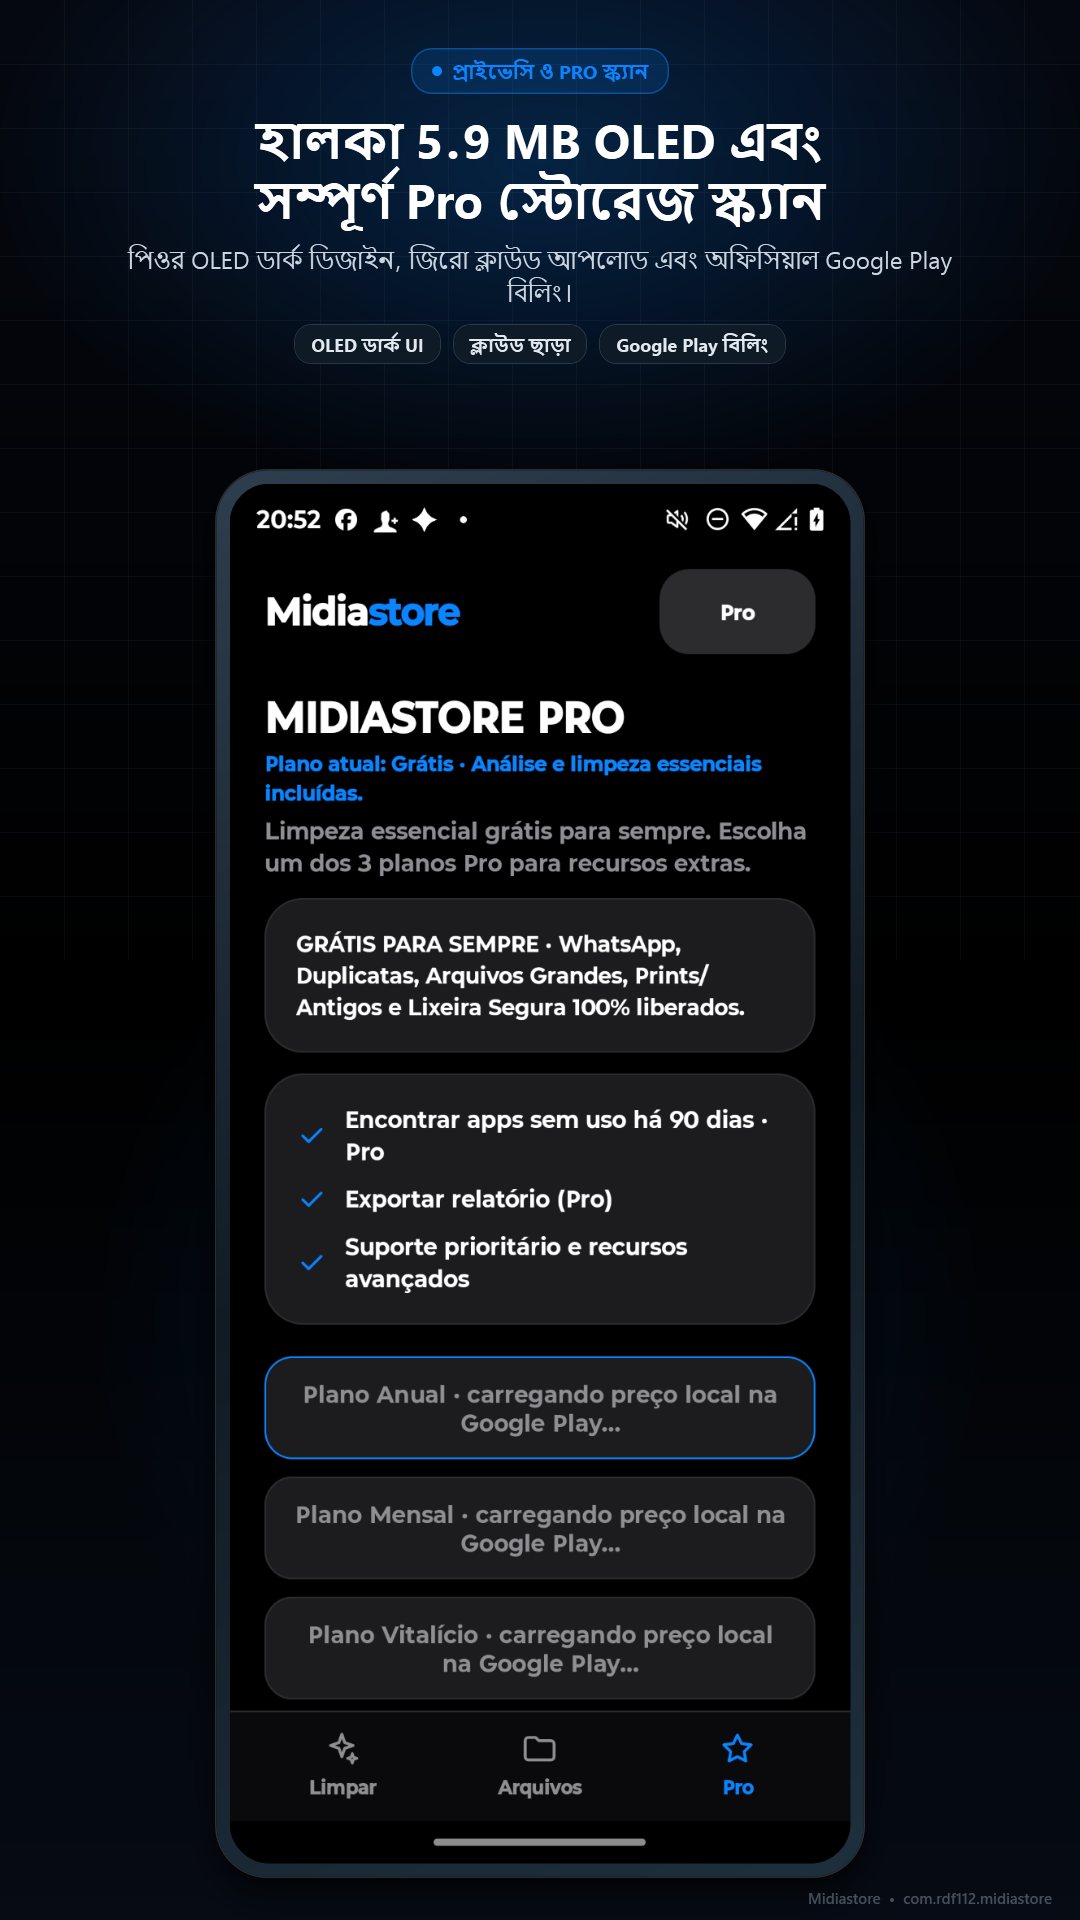 প্রাইভেসি ও PRO স্ক্যান
হালকা 5.9 MB OLED এবং
সম্পূর্ণ Pro স্টোরেজ স্ক্যান
পিওর OLED ডার্ক ডিজাইন, জিরো ক্লাউড আপলোড এবং অফিসিয়াল Google Play
বিলিং।
OLED ডার্ক UI
ক্লাউড ছাড়া
Google Play বিলিং
20:52
Midiastore
Pro
MIDIASTORE PRO
Plano atual: Grátis · Análise e limpeza essenciais
incluídas.
Limpeza essencial grátis para sempre. Escolha
um dos 3 planos Pro para recursos extras.
GRÁTIS PARA SEMPRE · WhatsApp,
Duplicatas, Arquivos Grandes, Prints/
Antigos e Lixeira Segura 100% liberados.
Encontrar apps sem uso há 90 dias ·
Pro
Exportar relatório (Pro)
Suporte prioritário e recursos
avançados
Plano Anual · carregando preço local na
Google Play...
Plano Mensal · carregando preço local na
Google Play...
Plano Vitalício · carregando preço local
na Google Play...
Limpar
Arquivos
Pro
Midiastore • com.rdf112.midiastore